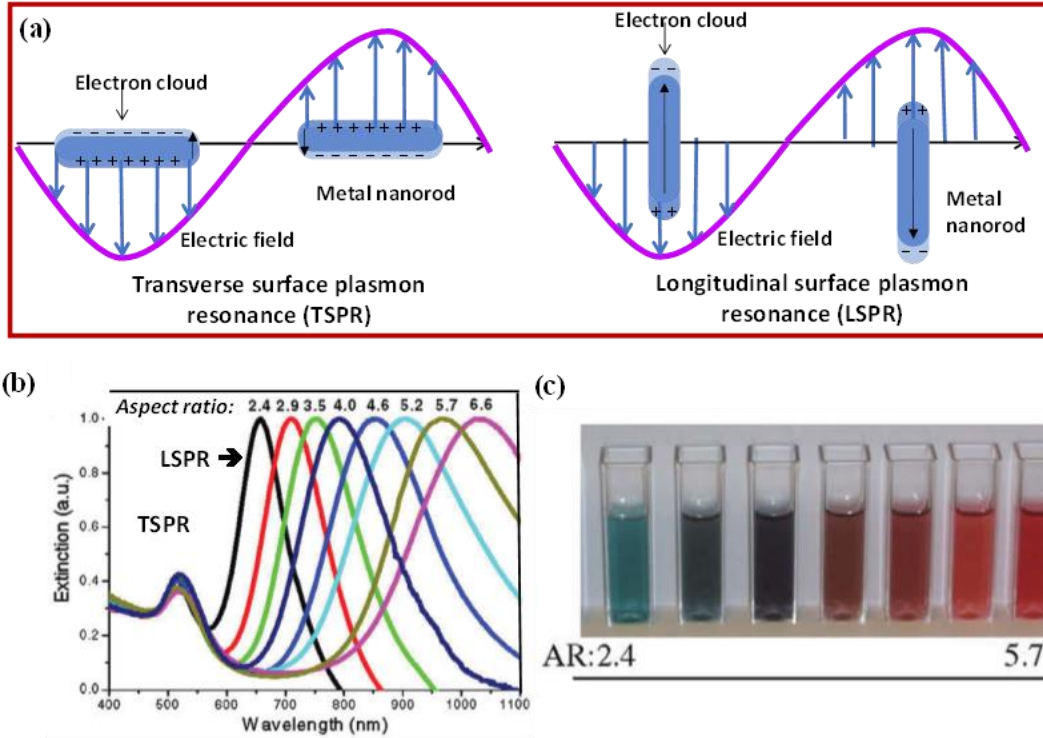 (a)
Electron cloud
– – – – – – – –
+ + + + + + +
+ + + + + + +
– – – – – – – –
Metal nanorod
Electric field
Transverse surface plasmon
resonance (TSPR)
Electron cloud
– –
+ +
+ +
– –
Metal
nanorod
Electric field
Longitudinal surface plasmon
resonance (LSPR)
(b)
Aspect ratio: 2.4 2.9 3.5 4.0 4.6 5.2 5.7 6.6
LSPR
TSPR
Extinction (a.u.)
1.0
0.8
0.6
0.4
0.2
0.0
400 500 600 700 800 900 1000 1100
Wavelength (nm)
(c)
AR:2.4 5.7